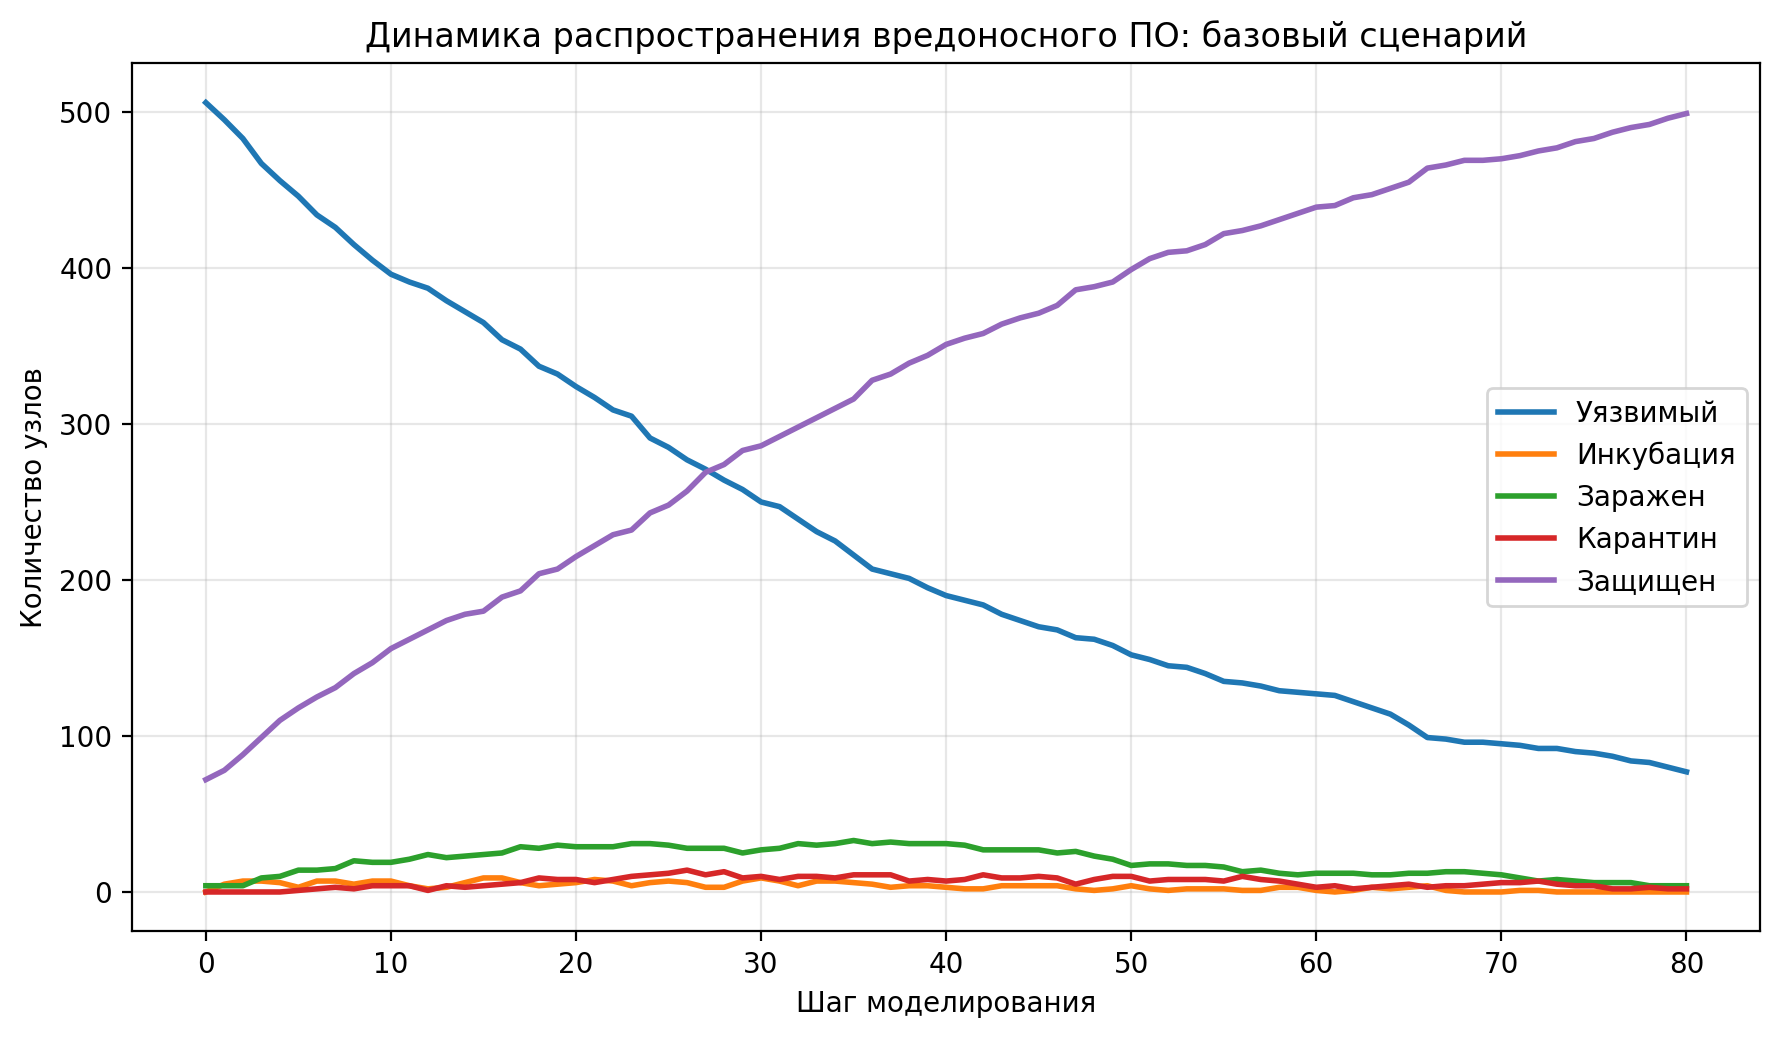 Динамика распространения вредоносного ПО: базовый сценарий
Количество узлов
500
400
300
200
100
0
Уязвимый
Инкубация
Заражен
Карантин
Защищен
0 10 20 30 40 50 60 70 80
Шаг моделирования